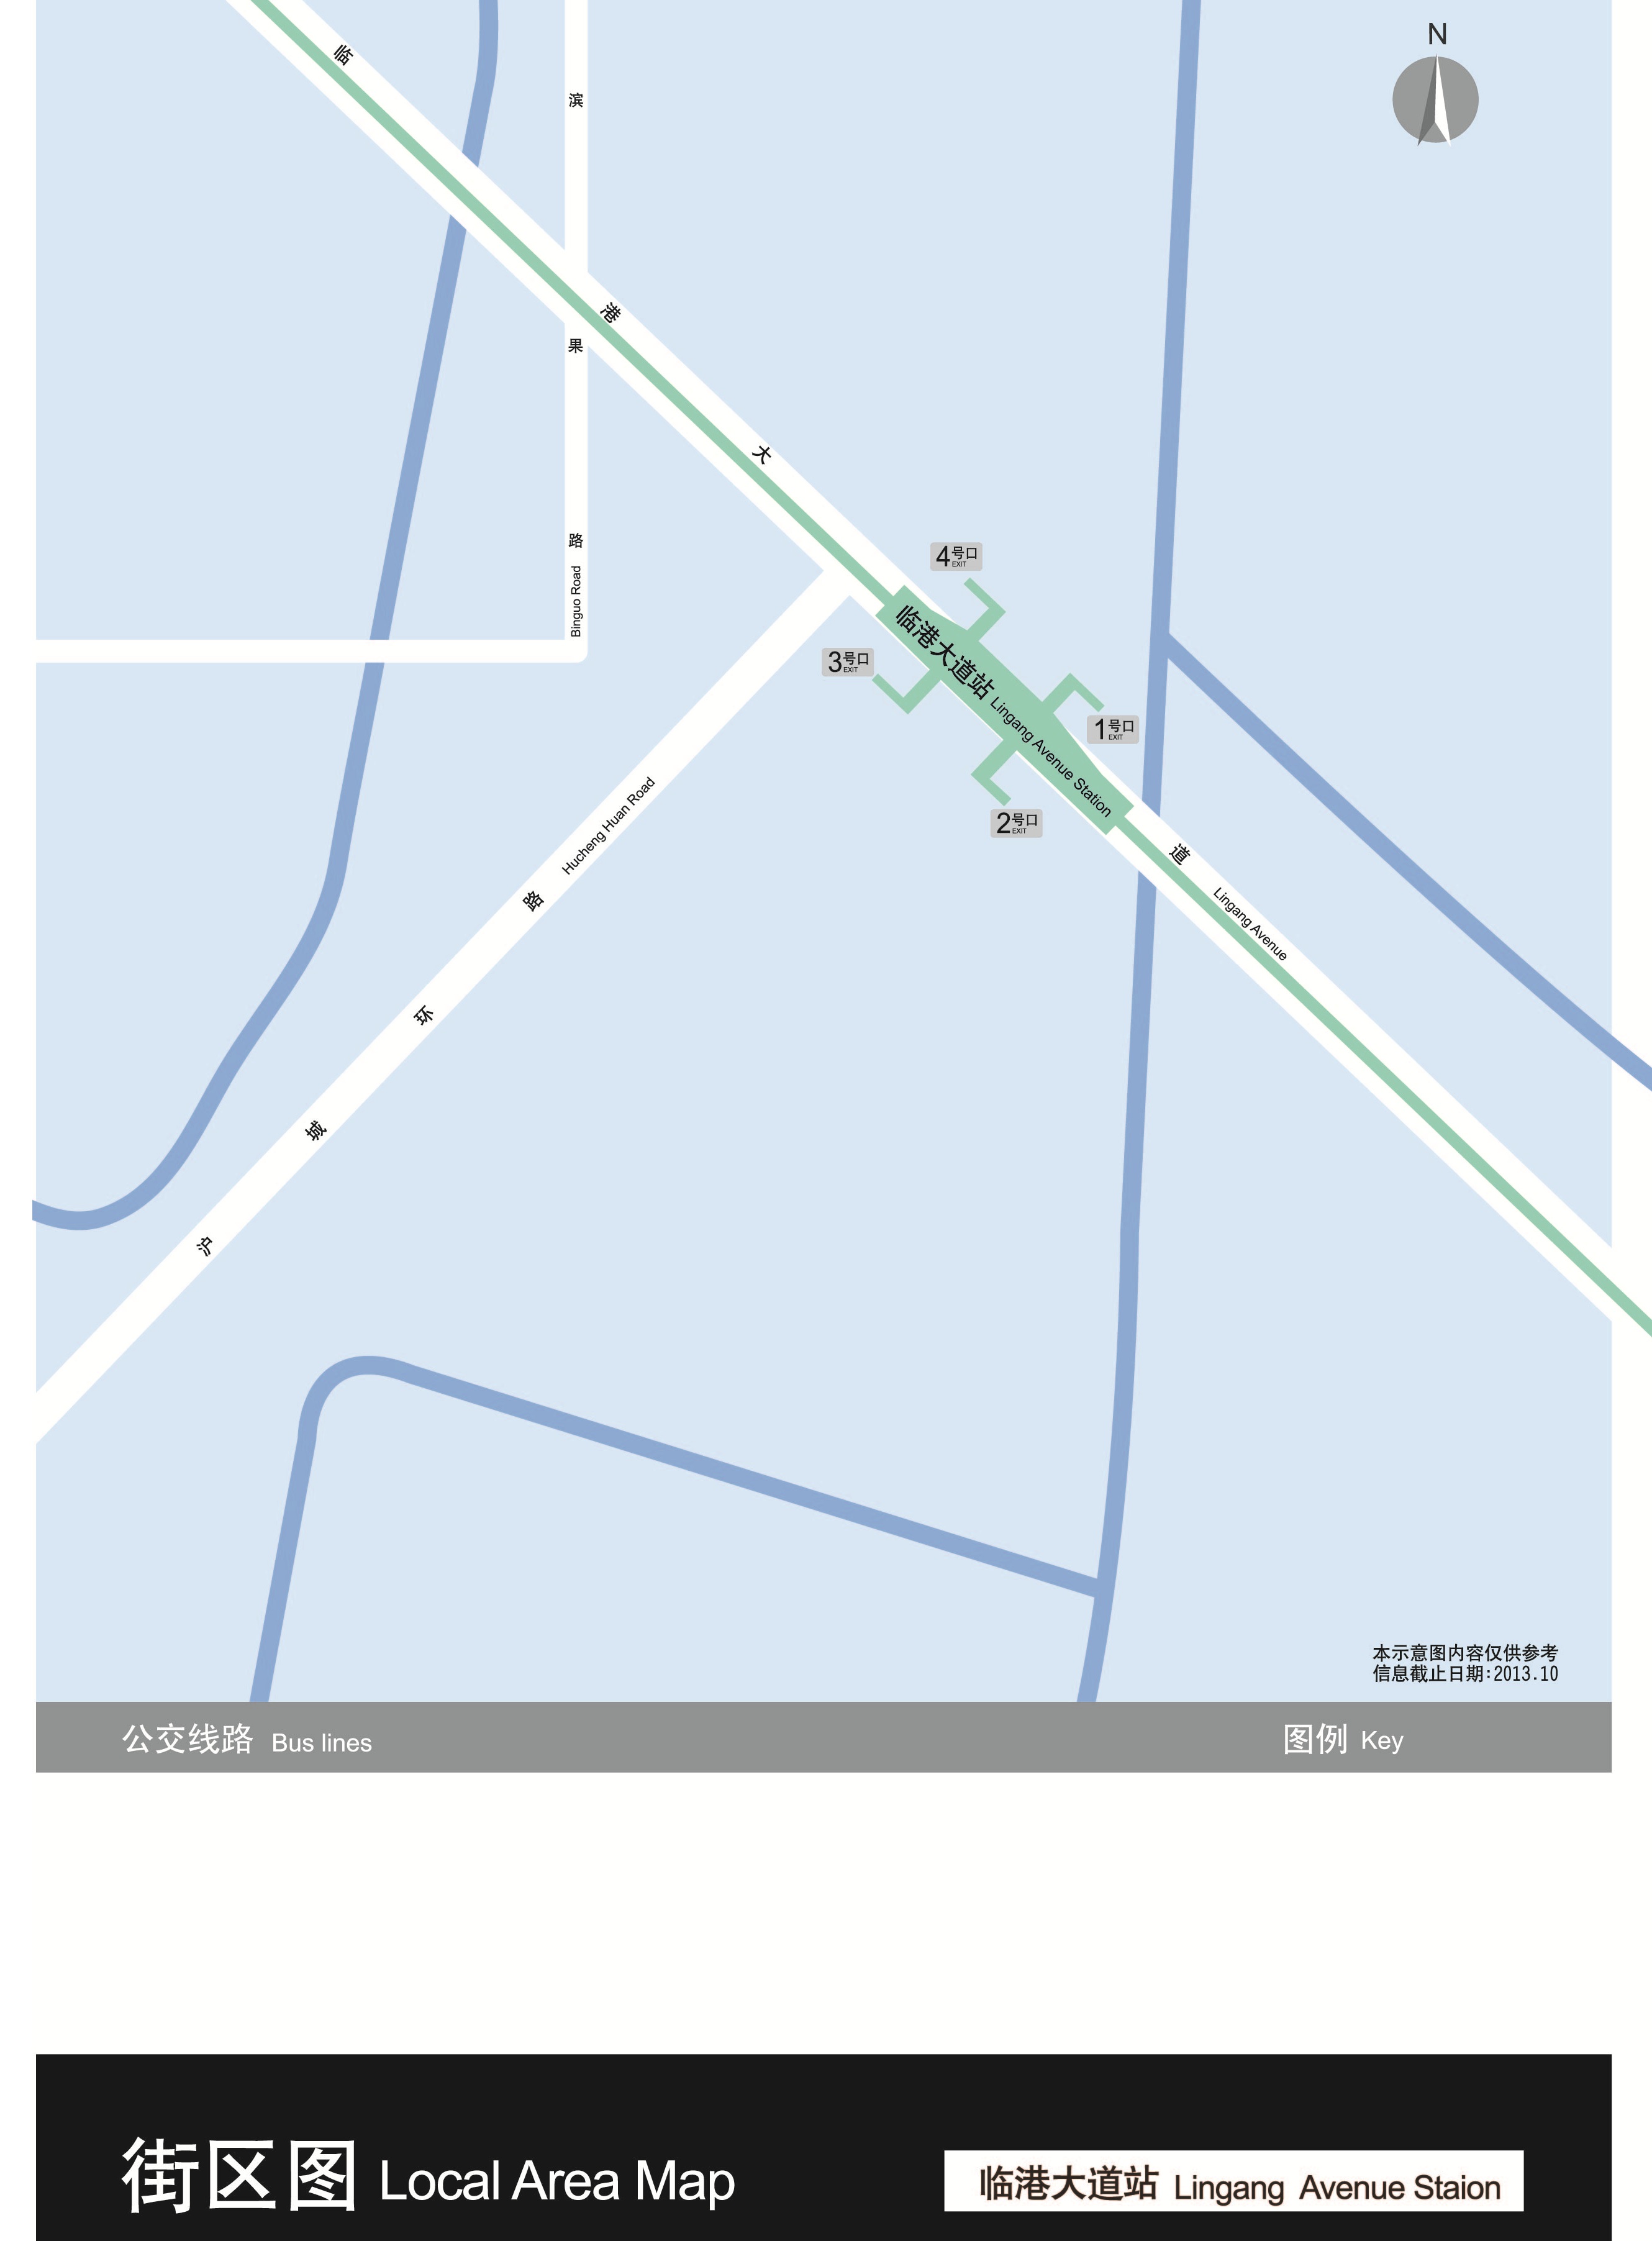 N
临港大道
Lingang Avenue
滨果路
Binguo Road
4号口
EXIT
3号口
EXIT
临港大道站 Lingang Avenue Station
1号口
EXIT
2号口
EXIT
沪城环路
Hucheng Huan Road
本示意图内容仅供参考
信息截止日期:2013.10
公交线路 Bus lines
图例 Key
街区图 Local Area Map
临港大道站 Lingang Avenue Staion